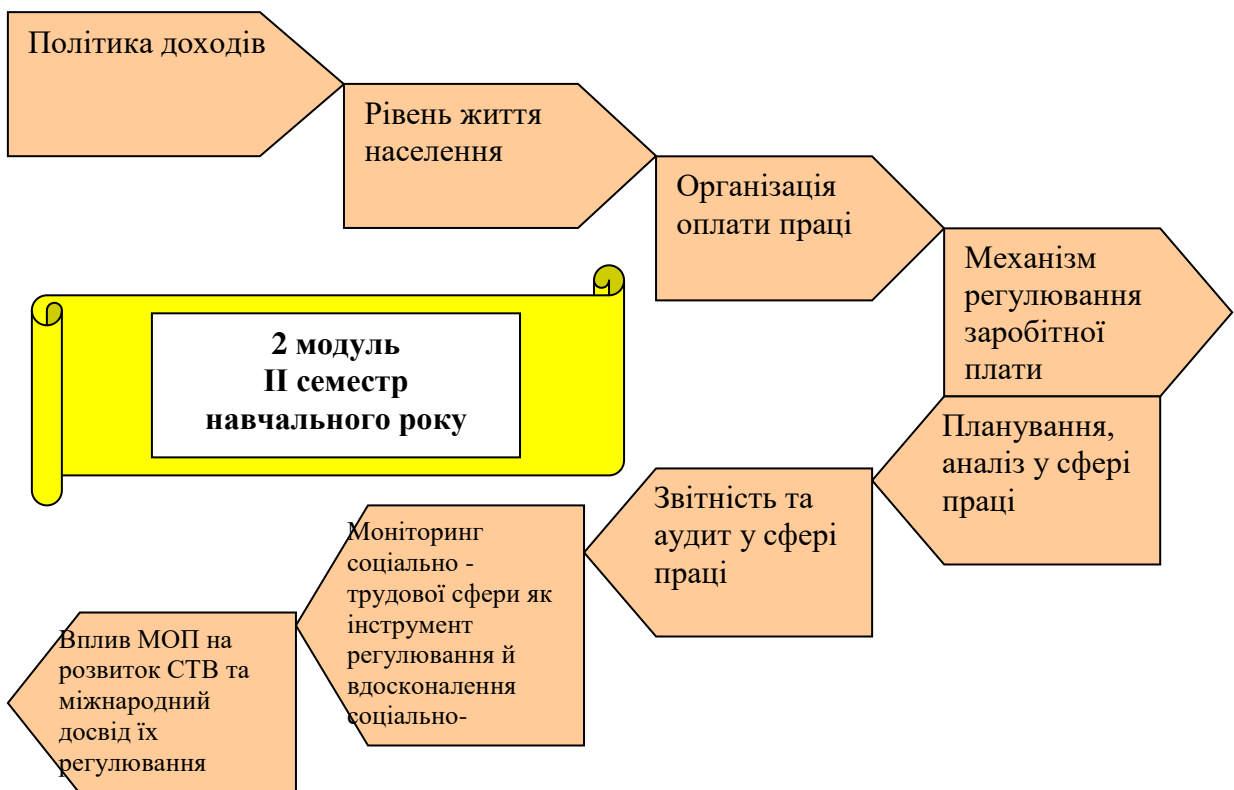 Політика доходів
Рівень життя
населення
Організація
оплати праці
Механізм
регулювання
заробітної
плати
2 модуль
ІІ семестр
навчального року
Планування,
аналіз у сфері
праці
Звітність та
аудит у сфері
праці
Моніторинг
соціально -
трудової сфери як
інструмент
регулювання й
вдосконалення
соціально-
Вплив МОП на
розвиток СТВ та
міжнародний
досвід їх
регулювання